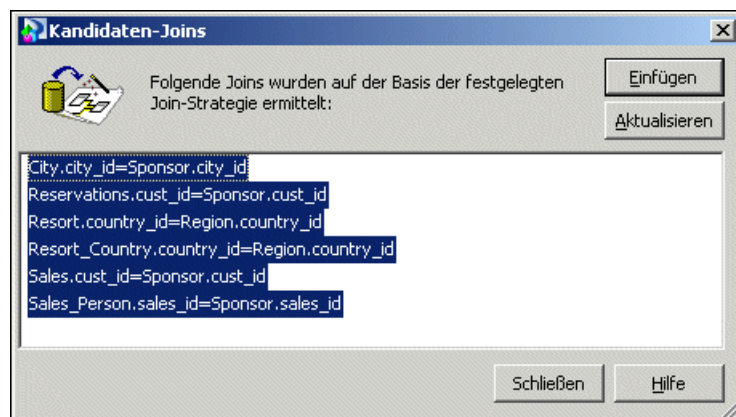 Kandidaten-Joins
Folgende Joins wurden auf der Basis der festgelegten
Join-Strategie ermittelt:
Einfügen
Aktualisieren
City.city_id=Sponsor.city_id
Reservations.cust_id=Sponsor.cust_id
Resort.country_id=Region.country_id
Resort_Country.country_id=Region.country_id
Sales.cust_id=Sponsor.cust_id
Sales_Person.sales_id=Sponsor.sales_id
Schließen
Hilfe